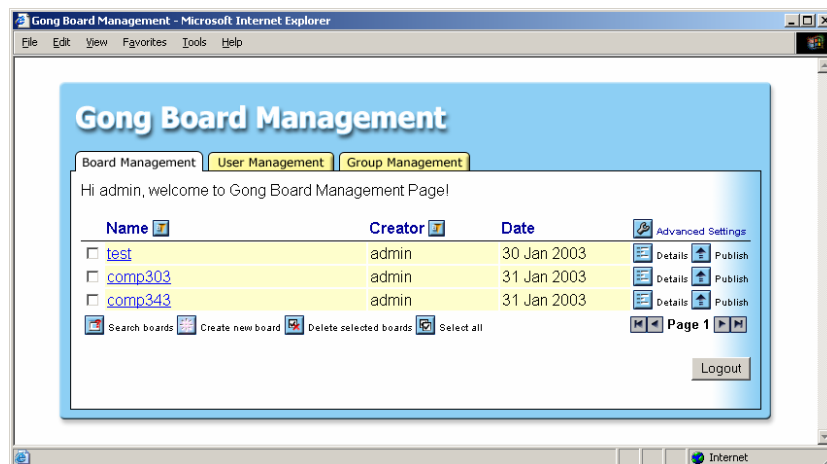 Gong Board Management - Microsoft Internet Explorer
File Edit View Favorites Tools Help
Gong Board Management
Board Management User Management Group Management
Hi admin, welcome to Gong Board Management Page!
Name Creator Date Advanced Settings
test admin 30 Jan 2003 Details Publish
comp303 admin 31 Jan 2003 Details Publish
comp343 admin 31 Jan 2003 Details Publish
Search boards Create new board Delete selected boards Select all Page 1
Logout
Internet